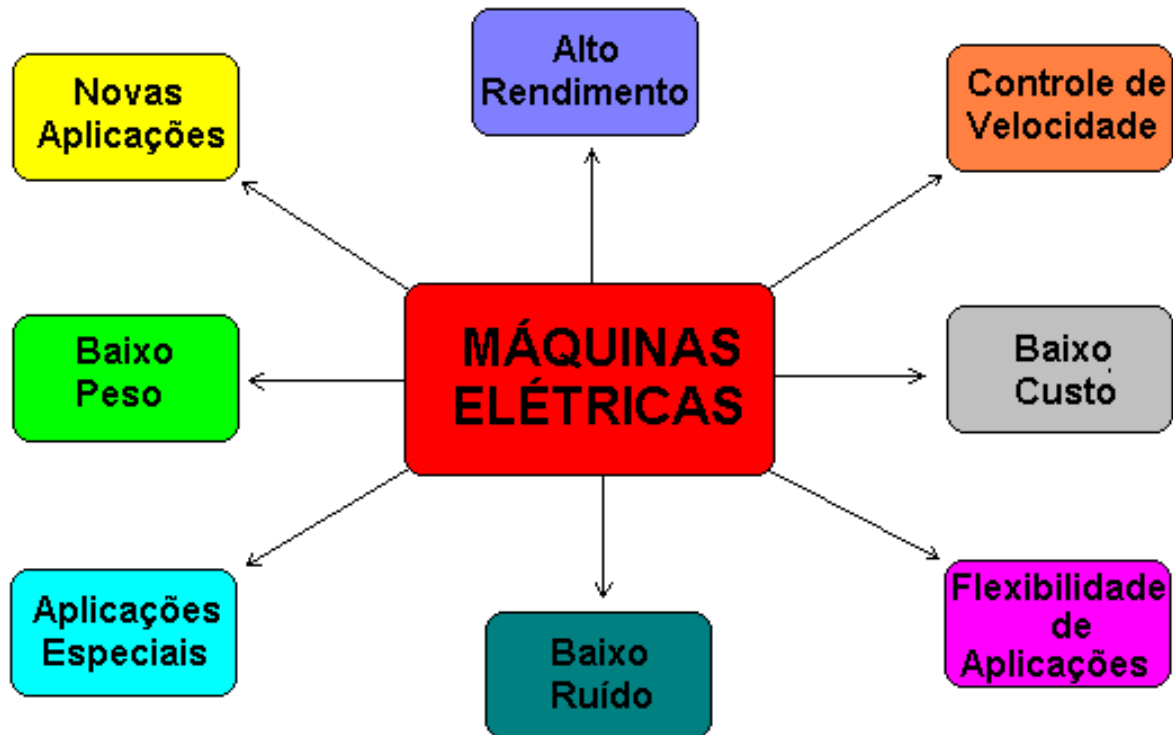 Novas
Aplicações
Alto
Rendimento
Controle de
Velocidade
Baixo
Peso
MÁQUINAS
ELÉTRICAS
Baixo
Custo
Aplicações
Especiais
Baixo
Ruído
Flexibilidade
de
Aplicações